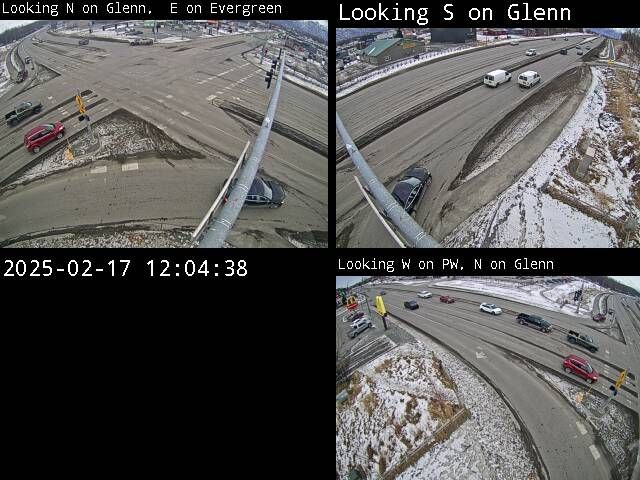 Looking N on Glenn,  E on Evergreen
Looking S on Glenn
2025-02-17 12:04:38
Looking W on PW, N on Glenn